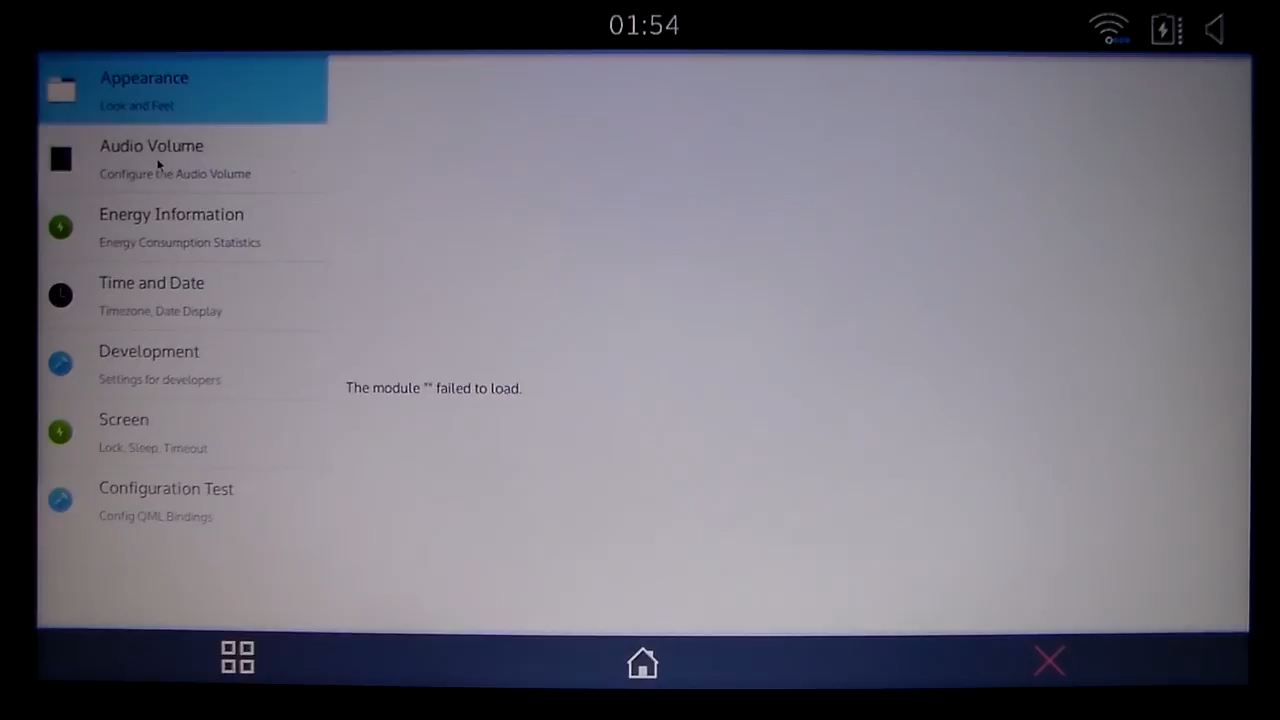 01:54
Appearance
Look and Feel
Audio Volume
Configure the Audio Volume
Energy Information
Energy Consumption Statistics
Time and Date
Timezone, Date Display
Development
Settings for developers
Screen
Lock, Sleep, Timeout
Configuration Test
Config QML Bindings
The module "" failed to load.